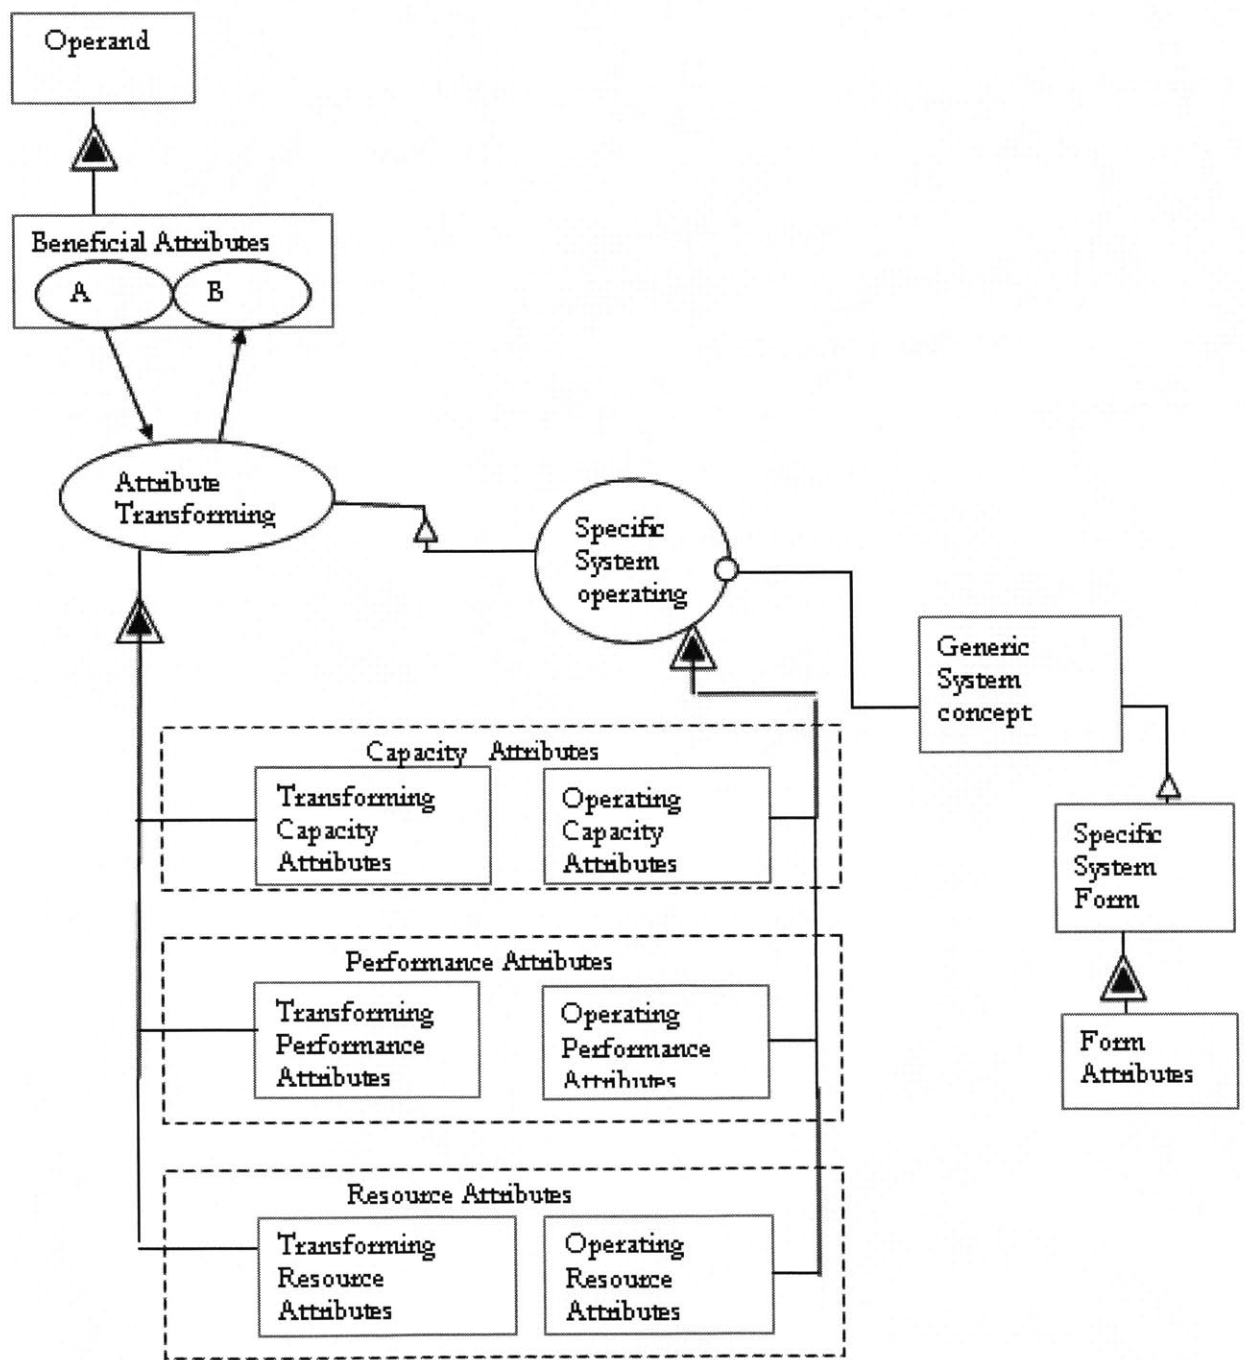 Operand
Beneficial Attributes
A
B
Attribute
Transforming
Specific
System
operating
Generic
System
concept
Capacity Attributes
Transforming
Capacity
Attributes
Operating
Capacity
Attributes
Specific
System
Form
Performance Attributes
Transforming
Performance
Attributes
Operating
Performance
Attributes
Form
Attributes
Resource Attributes
Transforming
Resource
Attributes
Operating
Resource
Attributes